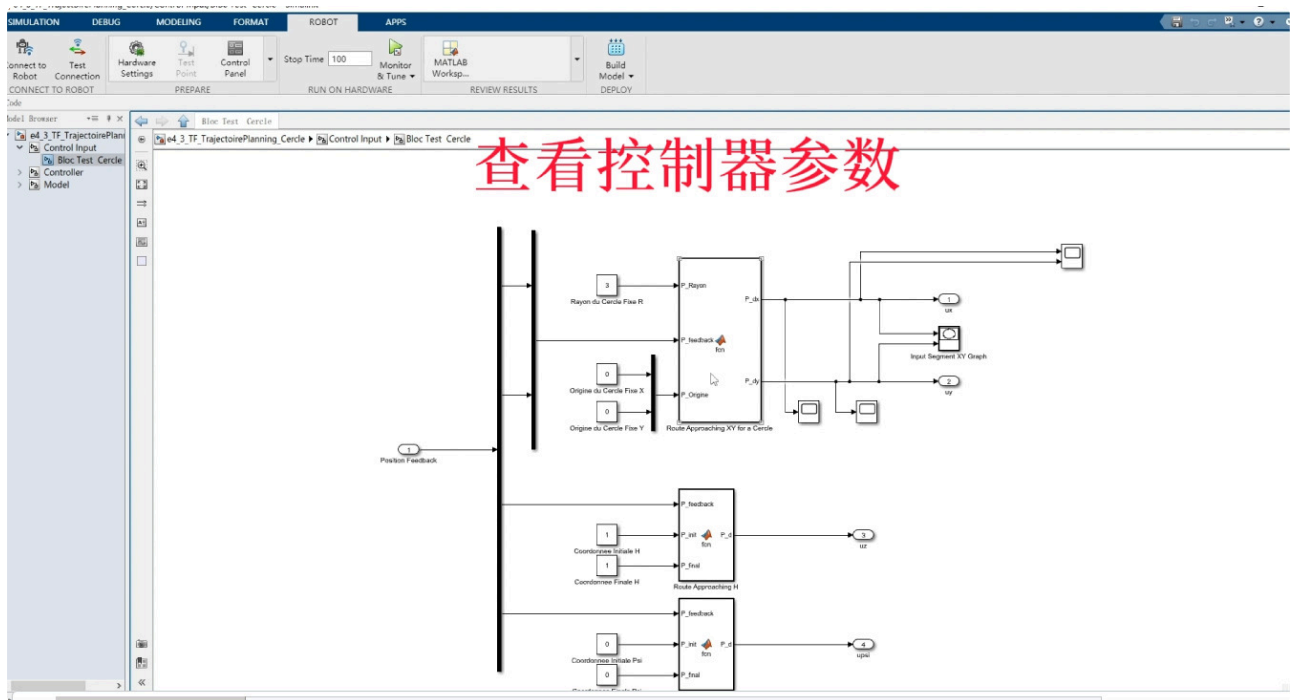 SIMULATION DEBUG MODELING FORMAT ROBOT APPS
Connect to Robot
Test Connection
Hardware Settings
Test Point
Control Panel
Stop Time 100
Monitor & Tune
MATLAB Worksp...
Build Model
CONNECT TO ROBOT PREPARE RUN ON HARDWARE REVIEW RESULTS DEPLOY
Code
Model Browser
Bloc Test Cercle
e4_3_TF_TrajectoirePlann
Control Input
Bloc Test Cercle
Controller
Model
e4_3_TF_TrajectoirePlanning_Cercle Control Input Bloc Test Cercle
查看控制器参数
3
Rayon du Cercle Fixe R
P_Rayon
P_dx
1
ux
P_feedback
fcn
Input Segment XY Graph
0
Origine du Cercle Fixe X
P_Origine
P_dy
2
uy
0
Origine du Cercle Fixe Y
Route Approaching XY for a Cercle
1
Position Feedback
P_feedback
1
Coordonnee Initiale H
P_init
P_d
fcn
3
uz
1
Coordonnee Finale H
P_final
Route Approaching H
P_feedback
0
Coordonnee Initiale Psi
P_init
P_d
fcn
4
upsi
0
P_final